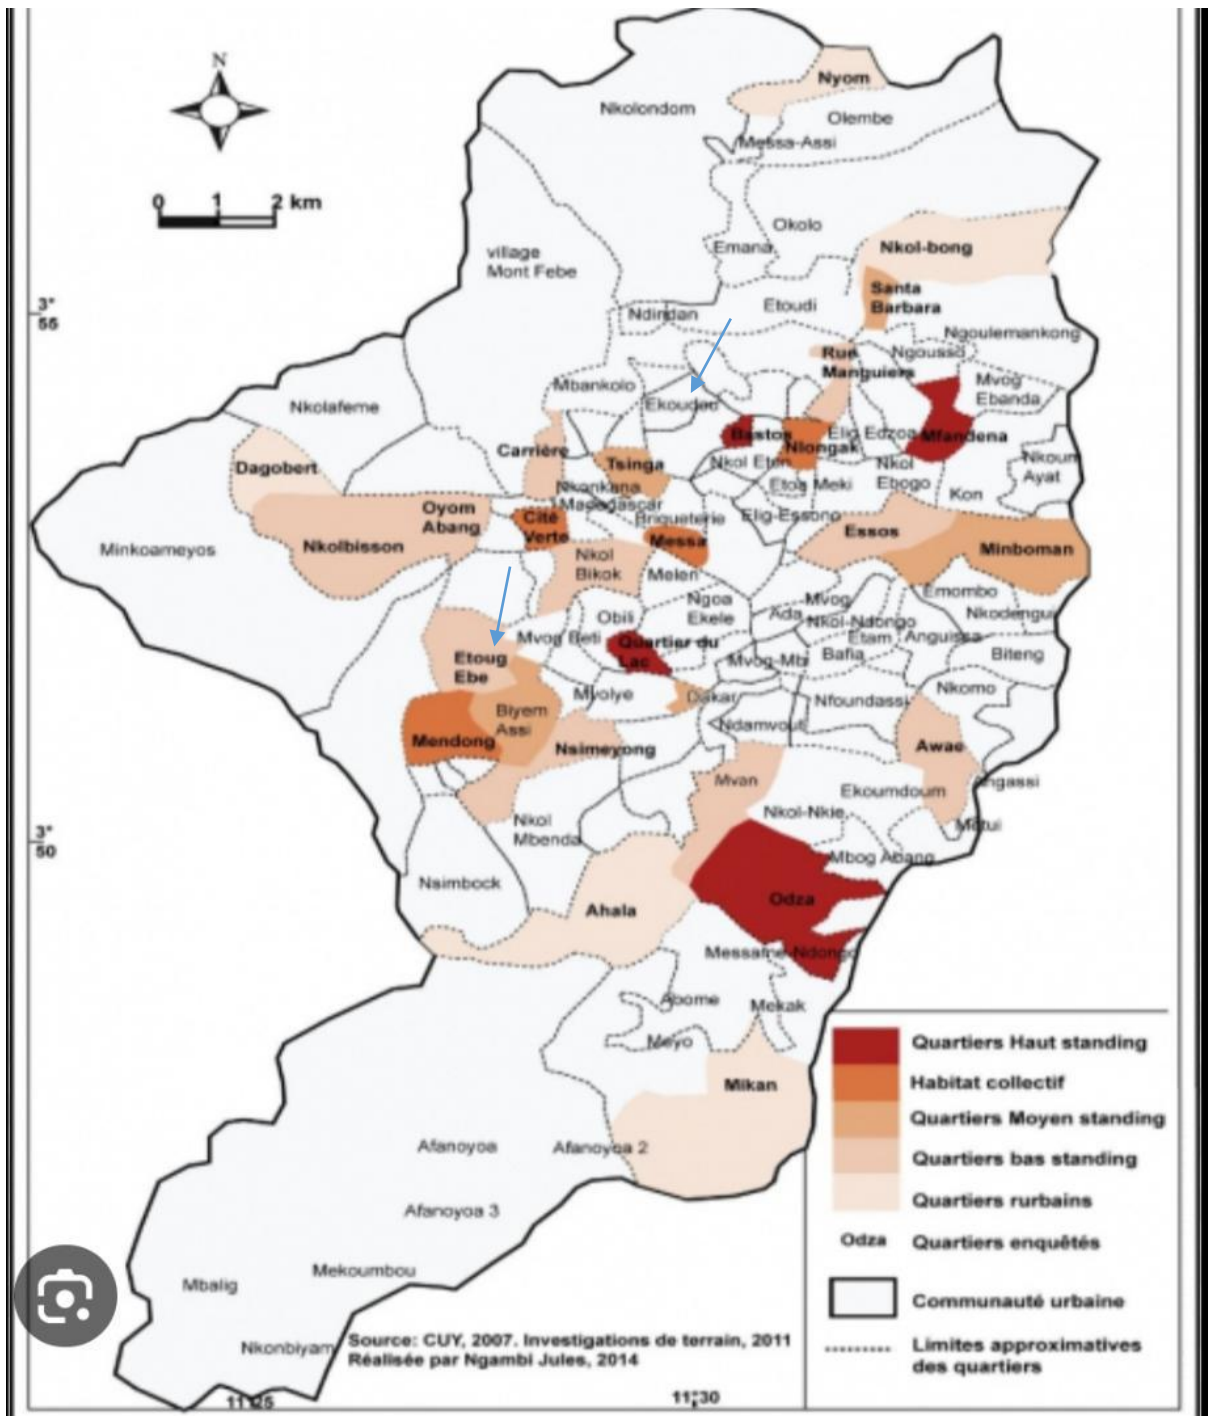 N
0 1 2 km
Nyom
Nkolondom
Olembe
Messa-Assi
Okolo
Emana
Nkol-bong
village
Mont Febe
Santa
Barbara
3°
55
Ndindan
Etoudi
Ngoulemankong
Rue
Manguiers
Ngousso
Mbankolo
Mvog
Ebanda
Nkolafeme
Ekoudou
Bastos
Nlongak
Elig Edzoa
Mfandena
Carrière
Tsinga
Nkol Eton
Nkol
Ebogo
Nkoum
Ayat
Dagobert
Nkonkana
Etoa Meki
Kon
Madagascar
Oyom
Abang
Cité
Verte
Briqueterie
Elig-Essono
Essos
Messa
Minboman
Minkoameyos
Nkolbisson
Nkol
Bikok
Melen
Emombo
Ngoa
Ekele
Mvog
Ada
Nkodengui
Obili
Nkol-Ndongo
Mvog Beti
Quartier du
Lac
Etam
Bafia
Anguissa
Biteng
Etoug
Ebe
Mvog-Mbi
Mvolye
Dakar
Nfoundassi
Nkomo
Biyem
Assi
Ndamvout
Mendong
Nsimeyong
Awae
Mvan
Ekoumdoum
Angassi
Nkol
Mbenda
Nkol-Nkie
Metui
3°
50
Mbog Abang
Nsimbock
Ahala
Odza
Messame-Ndongo
Abome
Mekak
Meyo
Mikan
Afanoyoa
Afanoyoa 2
Afanoyoa 3
Mekoumbou
Mbalig
Nkonbiyam
Quartiers Haut standing
Habitat collectif
Quartiers Moyen standing
Quartiers bas standing
Quartiers rurbains
Odza Quartiers enquêtés
Communauté urbaine
Limites approximatives
des quartiers
Source: CUY, 2007. Investigations de terrain, 2011
Réalisée par Ngambi Jules, 2014
11°25
11°30